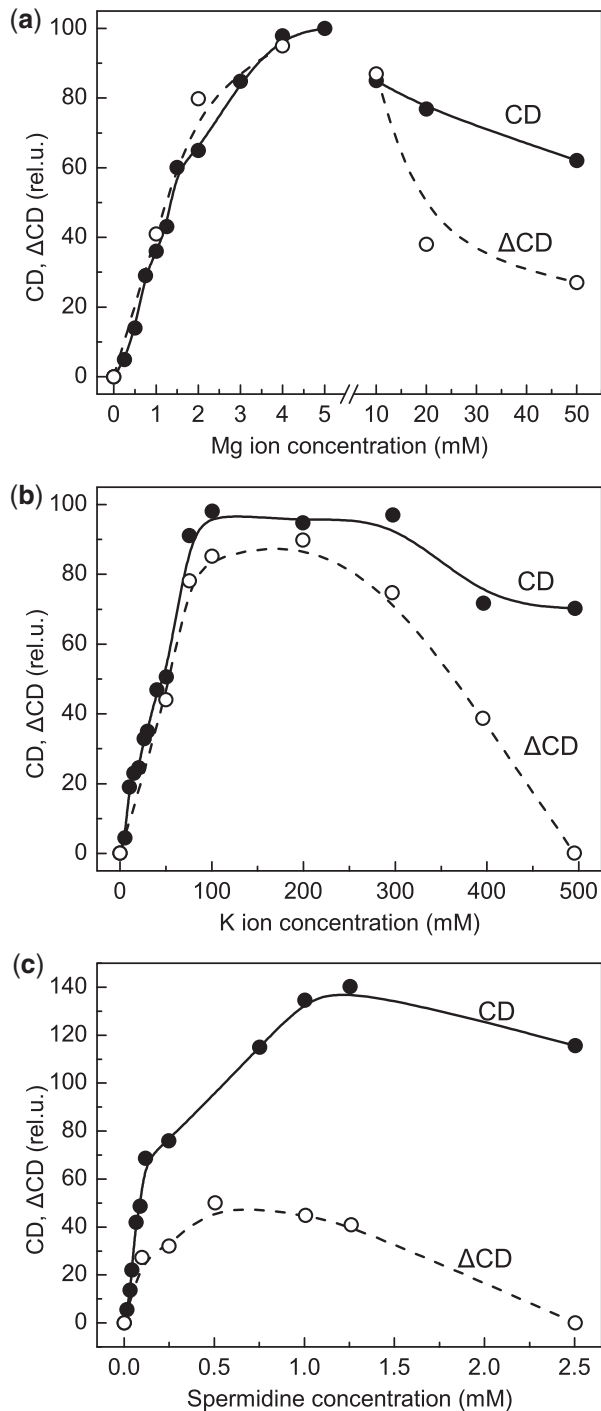 (a)
100
80
60
40
20
0
CD, ΔCD (rel.u.)
CD
ΔCD
0 1 2 3 4 5 10 20 30 40 50
Mg ion concentration (mM)
(b)
100
80
60
40
20
0
CD, ΔCD (rel.u.)
CD
ΔCD
0 100 200 300 400 500
K ion concentration (mM)
(c)
140
120
100
80
60
40
20
0
CD, ΔCD (rel.u.)
CD
ΔCD
0.0 0.5 1.0 1.5 2.0 2.5
Spermidine concentration (mM)